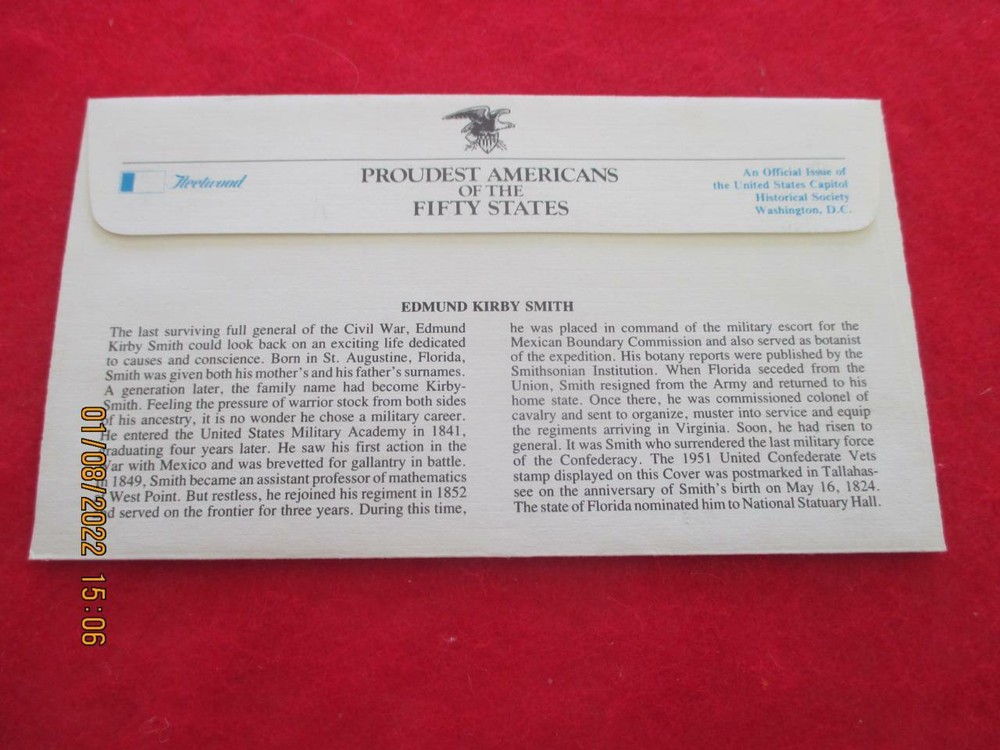 Fleetwood
PROUDEST AMERICANS
OF THE
FIFTY STATES
An Official Issue of
the United States Capitol
Historical Society
Washington, D.C.
EDMUND KIRBY SMITH
The last surviving full general of the Civil War, Edmund
Kirby Smith could look back on an exciting life dedicated
to causes and conscience. Born in St. Augustine, Florida,
Smith was given both his mother's and his father's surnames.
A generation later, the family name had become Kirby-
Smith. Feeling the pressure of warrior stock from both sides
of his ancestry, it is no wonder he chose a military career.
He entered the United States Military Academy in 1841,
graduating four years later. He saw his first action in the
War with Mexico and was brevetted for gallantry in battle.
In 1849, Smith became an assistant professor of mathematics
West Point. But restless, he rejoined his regiment in 1852
and served on the frontier for three years. During this time,
he was placed in command of the military escort for the
Mexican Boundary Commission and also served as botanist
of the expedition. His botany reports were published by the
Smithsonian Institution. When Florida seceded from the
Union, Smith resigned from the Army and returned to his
home state. Once there, he was commissioned colonel of
cavalry and sent to organize, muster into service and equip
the regiments arriving in Virginia. Soon, he had risen to
general. It was Smith who surrendered the last military force
of the Confederacy. The 1951 United Confederate Vets
stamp displayed on this Cover was postmarked in Tallahas-
see on the anniversary of Smith's birth on May 16, 1824.
The state of Florida nominated him to National Statuary Hall.
01/08/2022 15:06